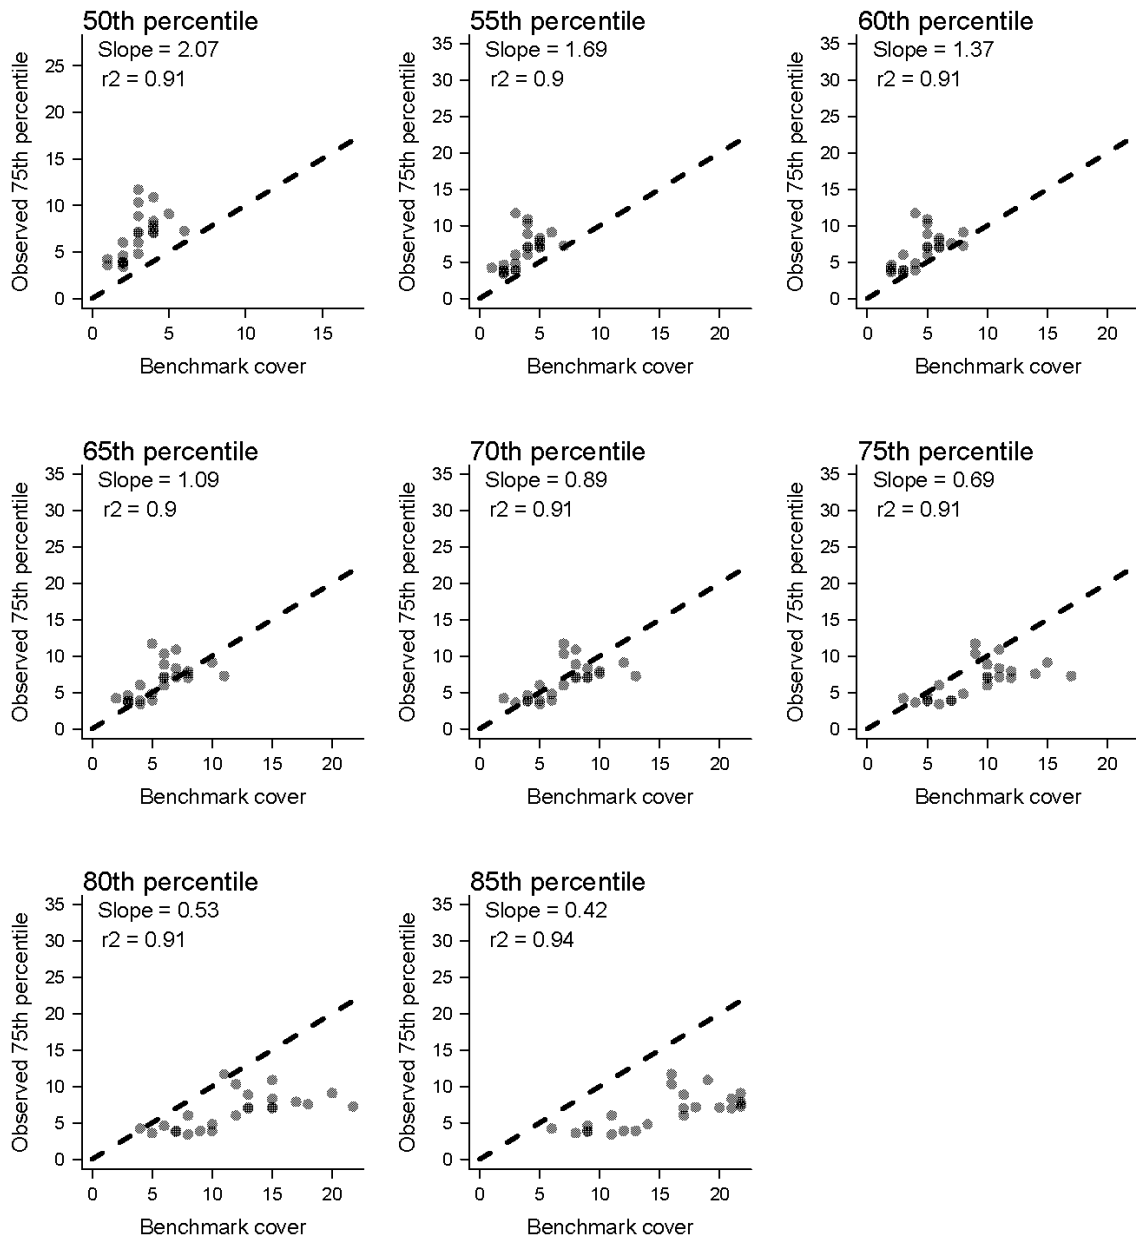 50th percentile
Slope = 2.07
r2 = 0.91
Observed 75th percentile
25
20
15
10
5
0
0 5 10 15
Benchmark cover
55th percentile
Slope = 1.69
r2 = 0.9
Observed 75th percentile
35
30
25
20
15
10
5
0
0 5 10 15 20
Benchmark cover
60th percentile
Slope = 1.37
r2 = 0.91
Observed 75th percentile
35
30
25
20
15
10
5
0
0 5 10 15 20
Benchmark cover
65th percentile
Slope = 1.09
r2 = 0.9
Observed 75th percentile
35
30
25
20
15
10
5
0
0 5 10 15 20
Benchmark cover
70th percentile
Slope = 0.89
r2 = 0.91
Observed 75th percentile
35
30
25
20
15
10
5
0
0 5 10 15 20
Benchmark cover
75th percentile
Slope = 0.69
r2 = 0.91
Observed 75th percentile
35
30
25
20
15
10
5
0
0 5 10 15 20
Benchmark cover
80th percentile
Slope = 0.53
r2 = 0.91
Observed 75th percentile
35
30
25
20
15
10
5
0
0 5 10 15 20
Benchmark cover
85th percentile
Slope = 0.42
r2 = 0.94
Observed 75th percentile
35
30
25
20
15
10
5
0
0 5 10 15 20
Benchmark cover